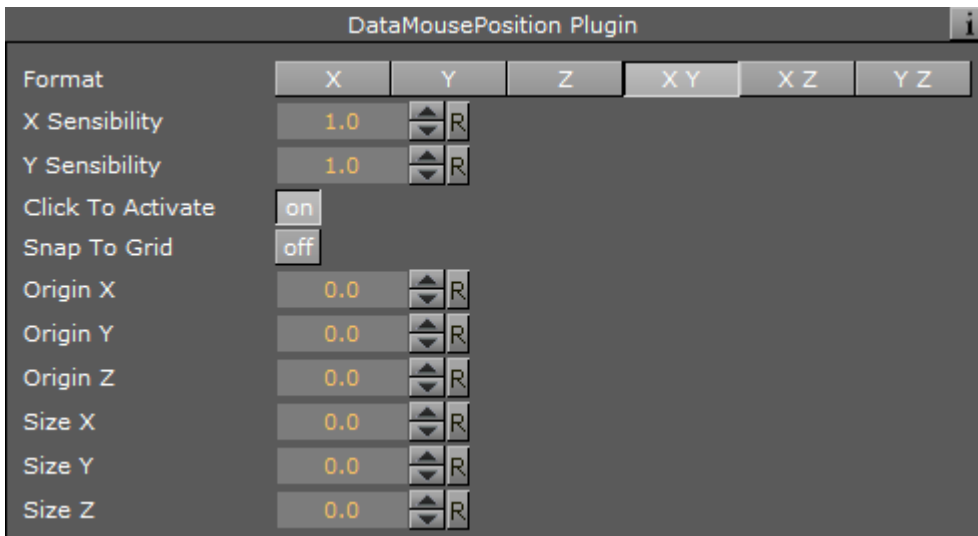 DataMousePosition Plugin i
Format X Y Z X Y X Z Y Z
X Sensibility 1.0 R
Y Sensibility 1.0 R
Click To Activate on
Snap To Grid off
Origin X 0.0 R
Origin Y 0.0 R
Origin Z 0.0 R
Size X 0.0 R
Size Y 0.0 R
Size Z 0.0 R